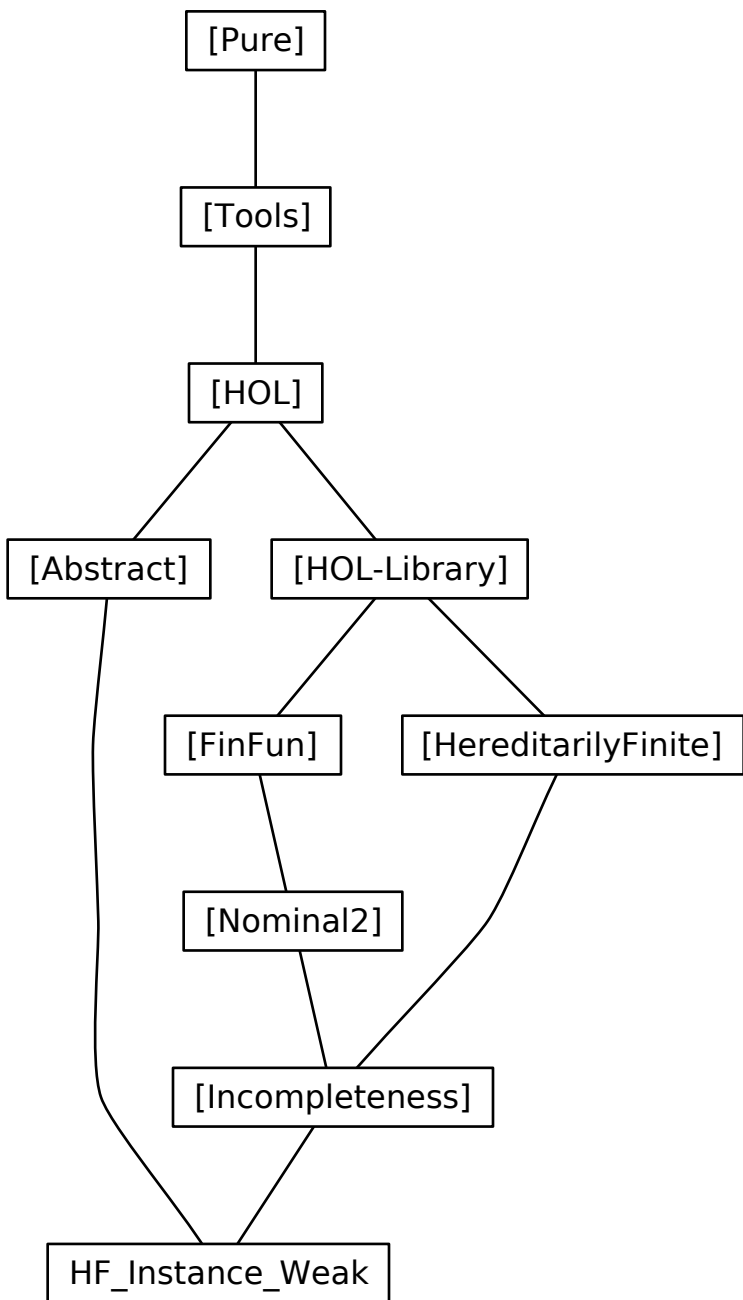 [Pure]
[Tools]
[HOL]
[Abstract]
[HOL-Library]
[FinFun]
[HereditarilyFinite]
[Nominal2]
[Incompleteness]
HF_Instance_Weak